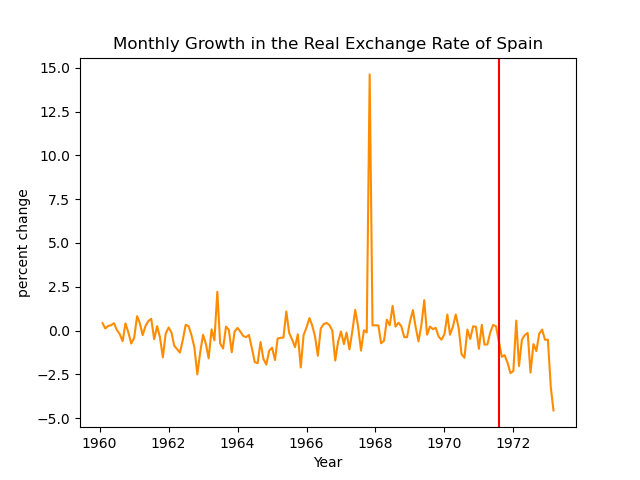 Monthly Growth in the Real Exchange Rate of Spain
15.0
12.5
10.0
7.5
5.0
2.5
0.0
−2.5
−5.0
percent change
1960 1962 1964 1966 1968 1970 1972
Year